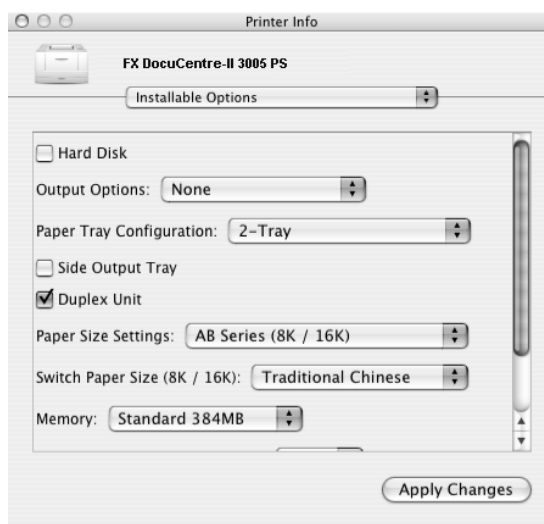 Printer Info
FX DocuCentre-II 3005 PS
Installable Options
Hard Disk
Output Options: None
Paper Tray Configuration: 2-Tray
Side Output Tray
Duplex Unit
Paper Size Settings: AB Series (8K / 16K)
Switch Paper Size (8K / 16K): Traditional Chinese
Memory: Standard 384MB
Apply Changes